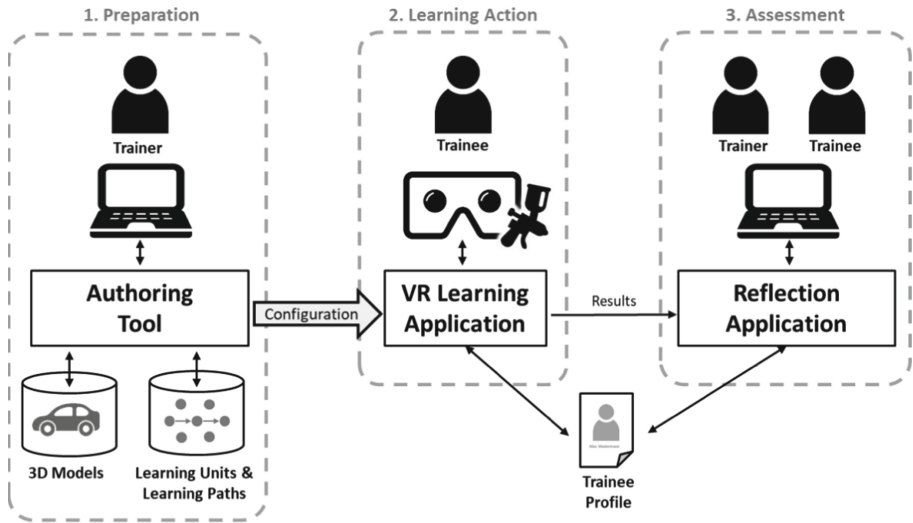 1. Preparation
2. Learning Action
3. Assessment
Trainer
Trainee
Trainer
Trainee
Authoring
Tool
Configuration
VR Learning
Application
Results
Reflection
Application
3D Models
Learning Units &
Learning Paths
Trainee
Profile